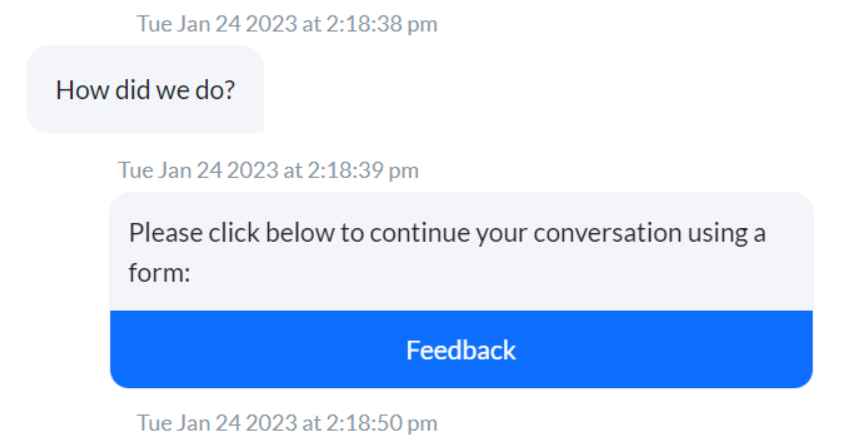 Tue Jan 24 2023 at 2:18:38 pm
How did we do?
Tue Jan 24 2023 at 2:18:39 pm
Please click below to continue your conversation using a
form:
Feedback
Tue Jan 24 2023 at 2:18:50 pm